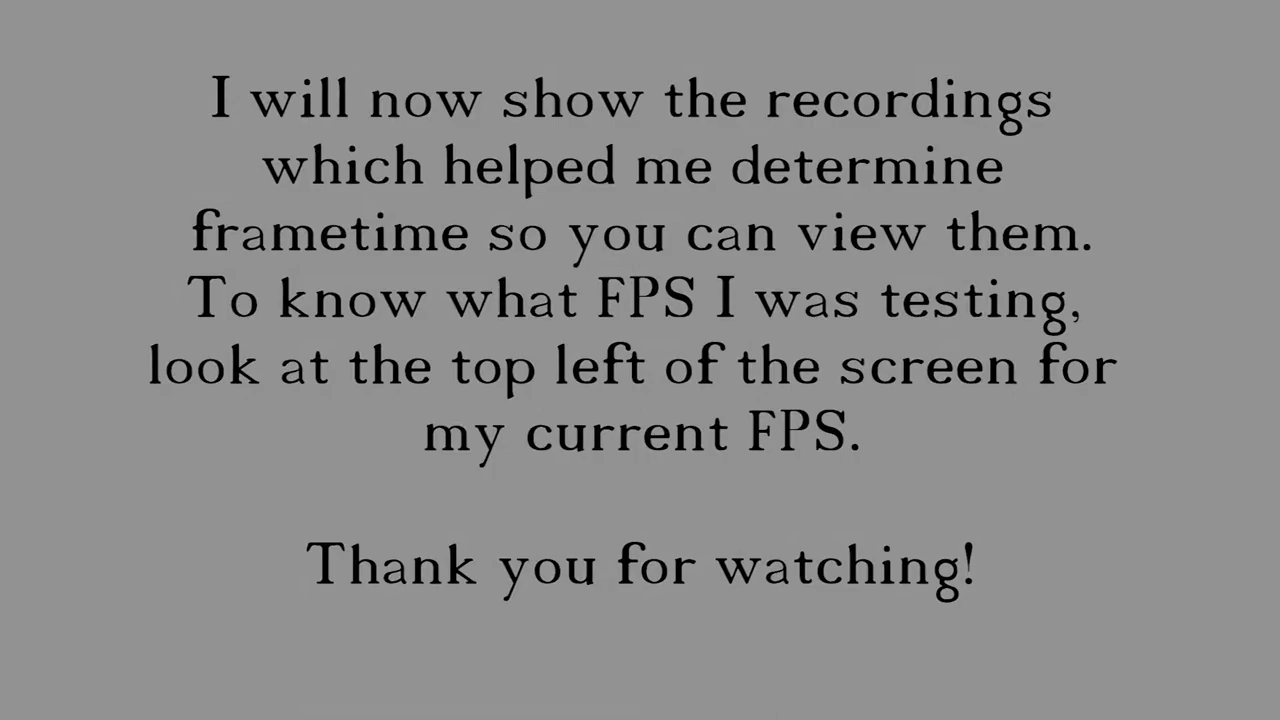 I will now show the recordings
which helped me determine
frametime so you can view them.
To know what FPS I was testing,
look at the top left of the screen for
my current FPS.
Thank you for watching!